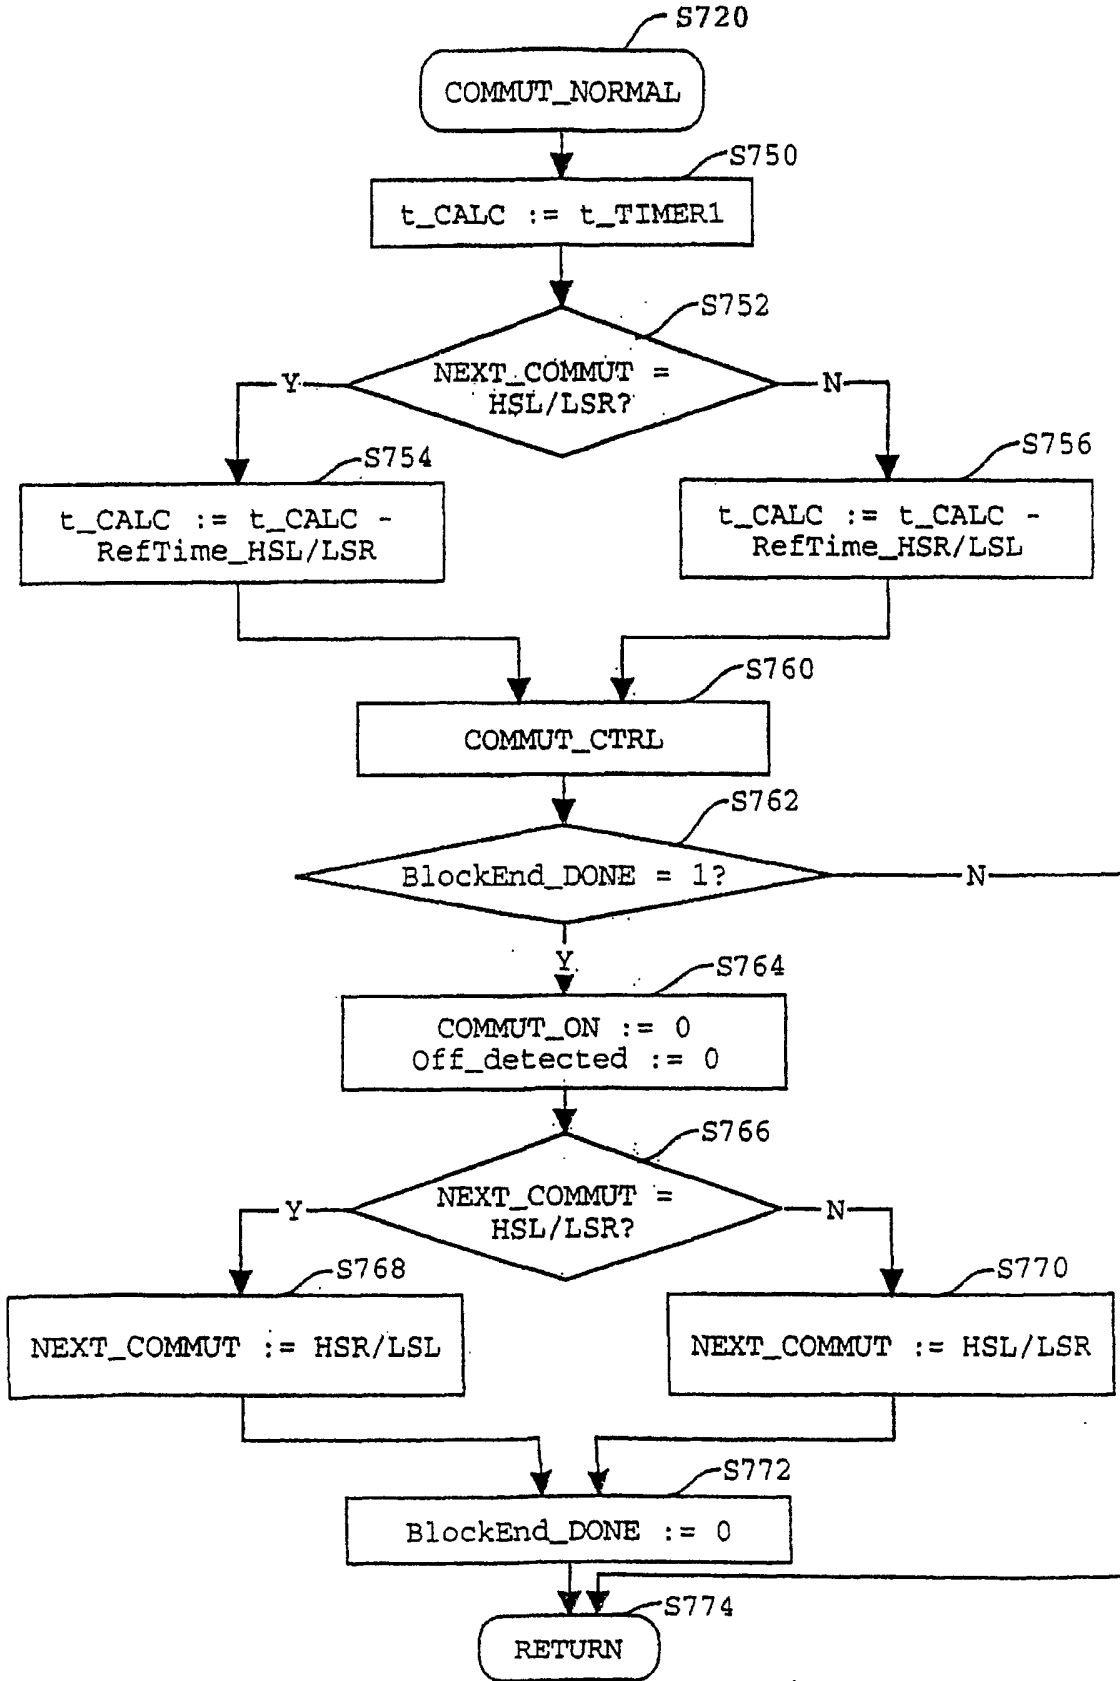 S720
COMMUT_NORMAL
S750
t_CALC := t_TIMER1
S752
NEXT_COMMUT =
HSL/LSR?
Y
N
S754
t_CALC := t_CALC -
RefTime_HSL/LSR
S756
t_CALC := t_CALC -
RefTime_HSR/LSL
S760
COMMUT_CTRL
S762
BlockEnd_DONE = 1?
N
Y
S764
COMMUT_ON := 0
Off_detected := 0
S766
NEXT_COMMUT =
HSL/LSR?
Y
N
S768
NEXT_COMMUT := HSR/LSL
S770
NEXT_COMMUT := HSL/LSR
S772
BlockEnd_DONE := 0
S774
RETURN